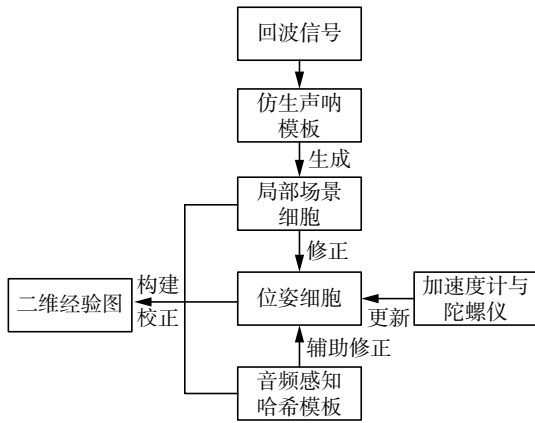 回波信号
仿生声呐
模板
生成
局部场景
细胞
修正
二维经验图
构建
校正
位姿细胞
更新
加速度计与
陀螺仪
辅助修正
音频感知
哈希模板